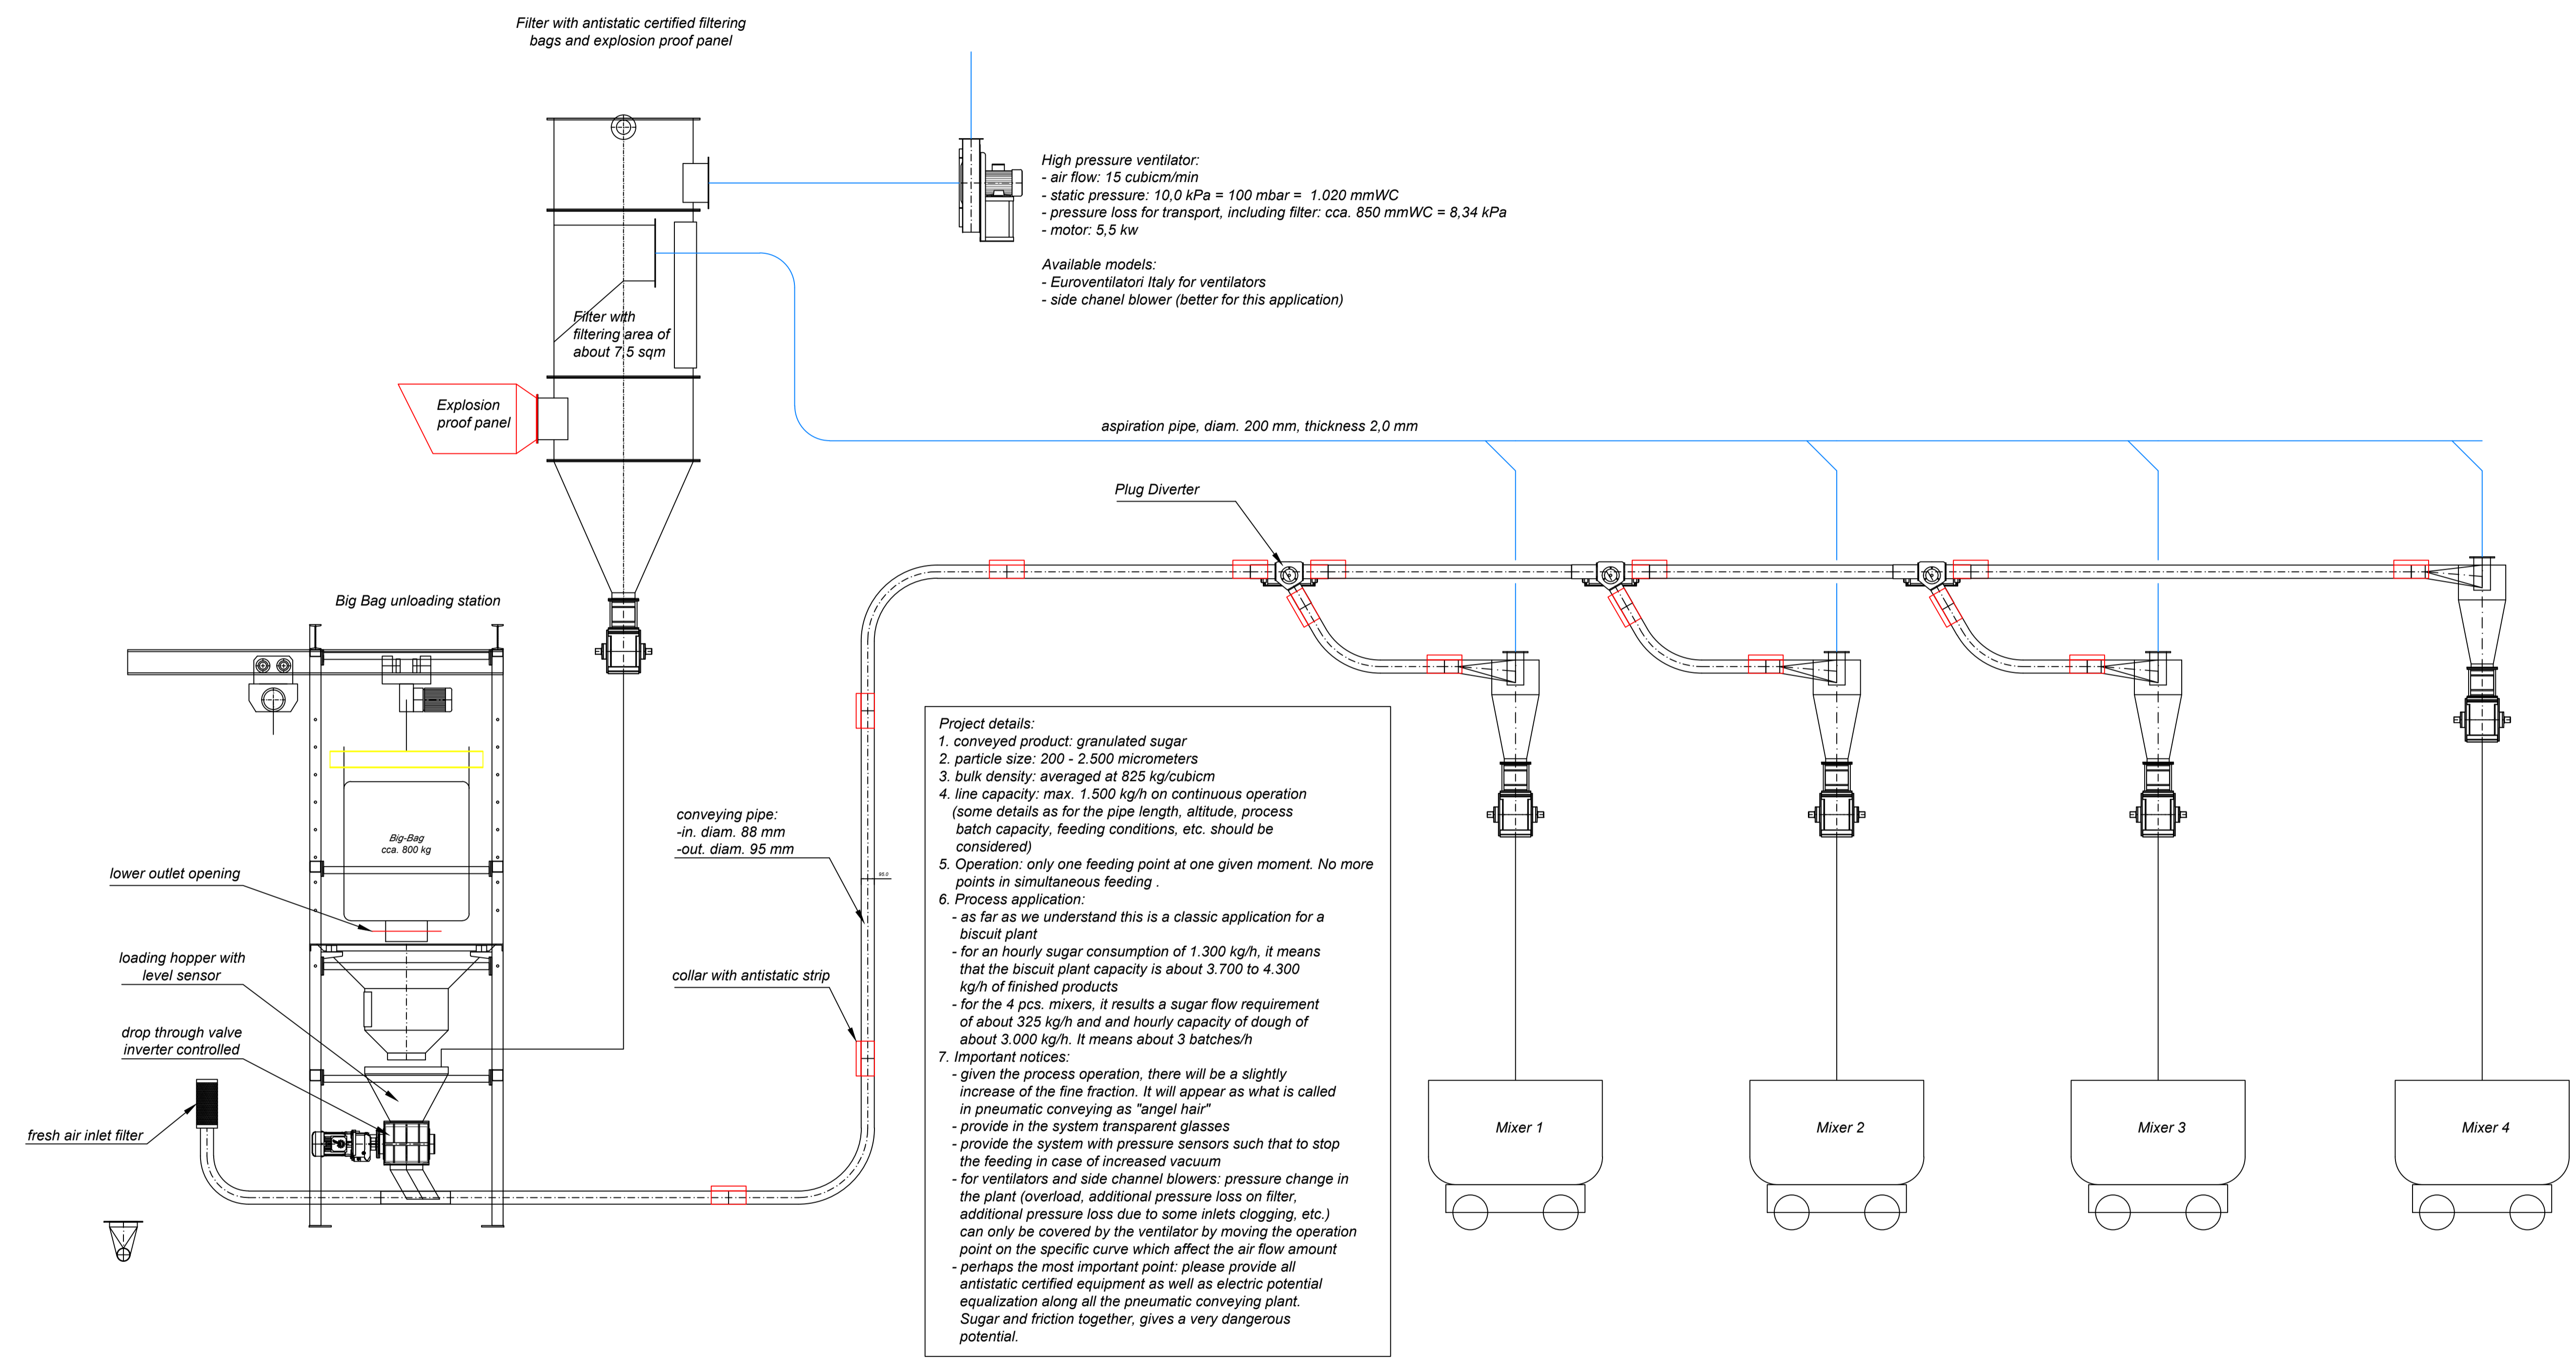 Filter with antistatic certified filtering
bags and explosion proof panel
High pressure ventilator:
- air flow: 15 cubicm/min
- static pressure: 10,0 kPa = 100 mbar = 1.020 mmWC
- pressure loss for transport, including filter: cca. 850 mmWC = 8,34 kPa
- motor: 5,5 kw
Available models:
- Euroventilatori Italy for ventilators
- side chanel blower (better for this application)
Filter with
filtering area of
about 7,5 sqm
Explosion
proof panel
aspiration pipe, diam. 200 mm, thickness 2,0 mm
Plug Diverter
Big Bag unloading station
Big-Bag
cca. 800 kg
lower outlet opening
loading hopper with
level sensor
drop through valve
inverter controlled
fresh air inlet filter
conveying pipe:
-in. diam. 88 mm
-out. diam. 95 mm
95.0
collar with antistatic strip
Project details:
1. conveyed product: granulated sugar
2. particle size: 200 - 2.500 micrometers
3. bulk density: averaged at 825 kg/cubicm
4. line capacity: max. 1.500 kg/h on continuous operation
(some details as for the pipe length, altitude, process
batch capacity, feeding conditions, etc. should be
considered)
5. Operation: only one feeding point at one given moment. No more
points in simultaneous feeding .
6. Process application:
- as far as we understand this is a classic application for a
biscuit plant
- for an hourly sugar consumption of 1.300 kg/h, it means
that the biscuit plant capacity is about 3.700 to 4.300
kg/h of finished products
- for the 4 pcs. mixers, it results a sugar flow requirement
of about 325 kg/h and and hourly capacity of dough of
about 3.000 kg/h. It means about 3 batches/h
7. Important notices:
- given the process operation, there will be a slightly
increase of the fine fraction. It will appear as what is called
in pneumatic conveying as "angel hair"
- provide in the system transparent glasses
- provide the system with pressure sensors such that to stop
the feeding in case of increased vacuum
- for ventilators and side channel blowers: pressure change in
the plant (overload, additional pressure loss on filter,
additional pressure loss due to some inlets clogging, etc.)
can only be covered by the ventilator by moving the operation
point on the specific curve which affect the air flow amount
- perhaps the most important point: please provide all
antistatic certified equipment as well as electric potential
equalization along all the pneumatic conveying plant.
Sugar and friction together, gives a very dangerous
potential.
Mixer 1
Mixer 2
Mixer 3
Mixer 4